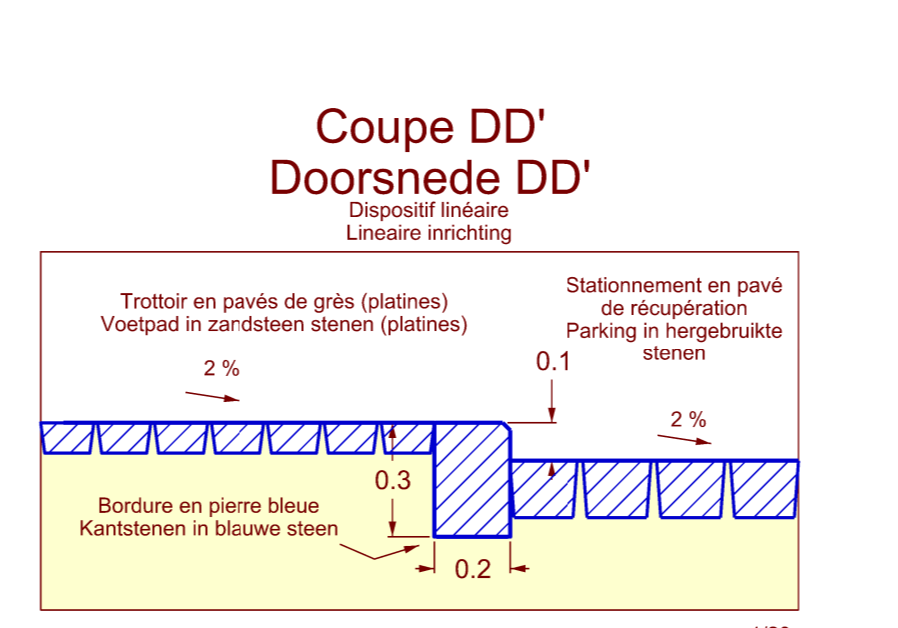 Coupe DD'
Doorsnede DD'
Dispositif linéaire
Lineaire inrichting
Trottoir en pavés de grès (platines)
Voetpad in zandsteen stenen (platines)
2 %
Stationnement en pavé
de récupération
Parking in hergebruikte
stenen
0.1
2 %
0.3
Bordure en pierre bleue
Kantstenen in blauwe steen
0.2